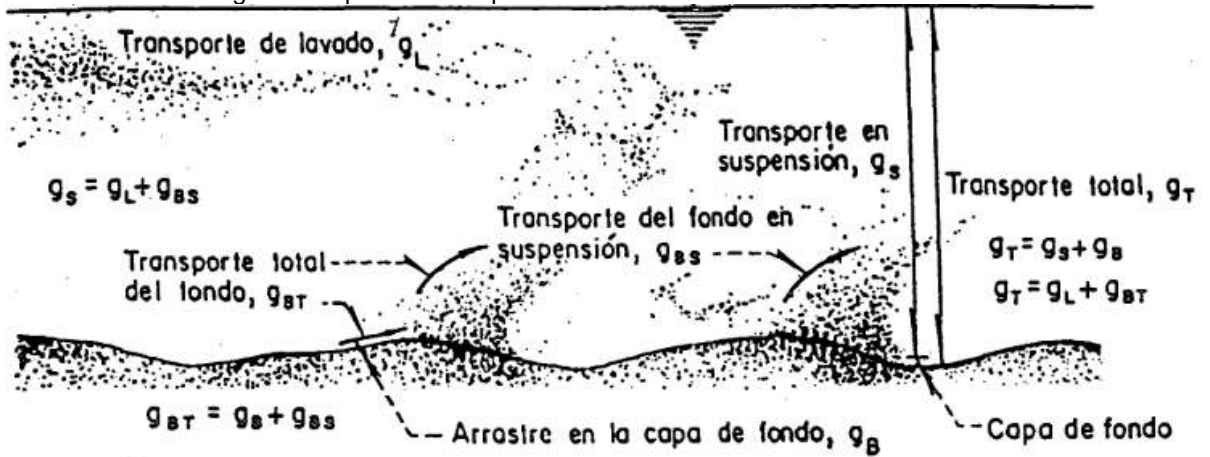 Transporte de lavado, g_L
Transporte en
suspensión, g_S
g_S = g_L + g_BS
Transporte total, g_T
Transporte del fondo en
suspensión, g_BS
g_T = g_S + g_B
Transporte total
del fondo, g_BT
g_T = g_L + g_BT
g_BT = g_B + g_BS
Arrastre en la capa de fondo, g_B
Capa de fondo